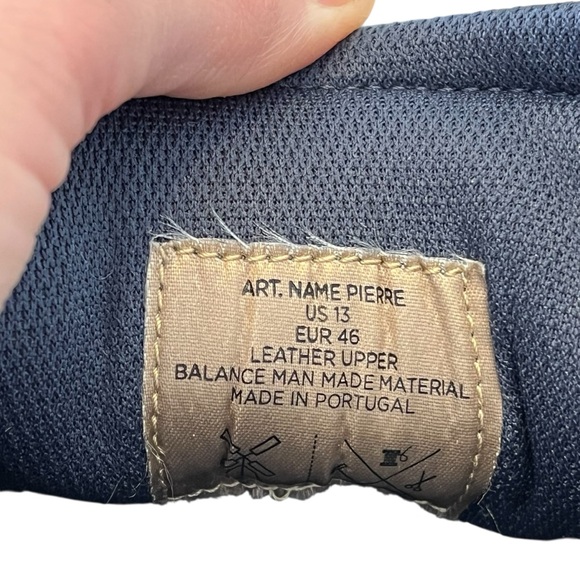 ART. NAME PIERRE
US 13
EUR 46
LEATHER UPPER
BALANCE MAN MADE MATERIAL
MADE IN PORTUGAL